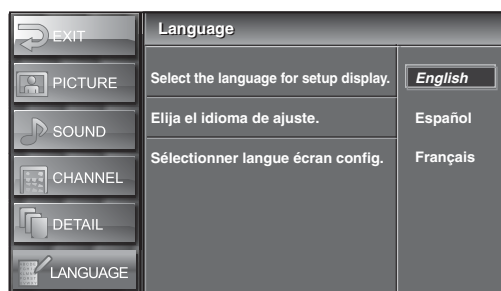 EXIT
PICTURE
SOUND
CHANNEL
DETAIL
LANGUAGE
Language
Select the language for setup display.
English
Elija el idioma de ajuste.
Español
Sélectionner langue écran config.
Français